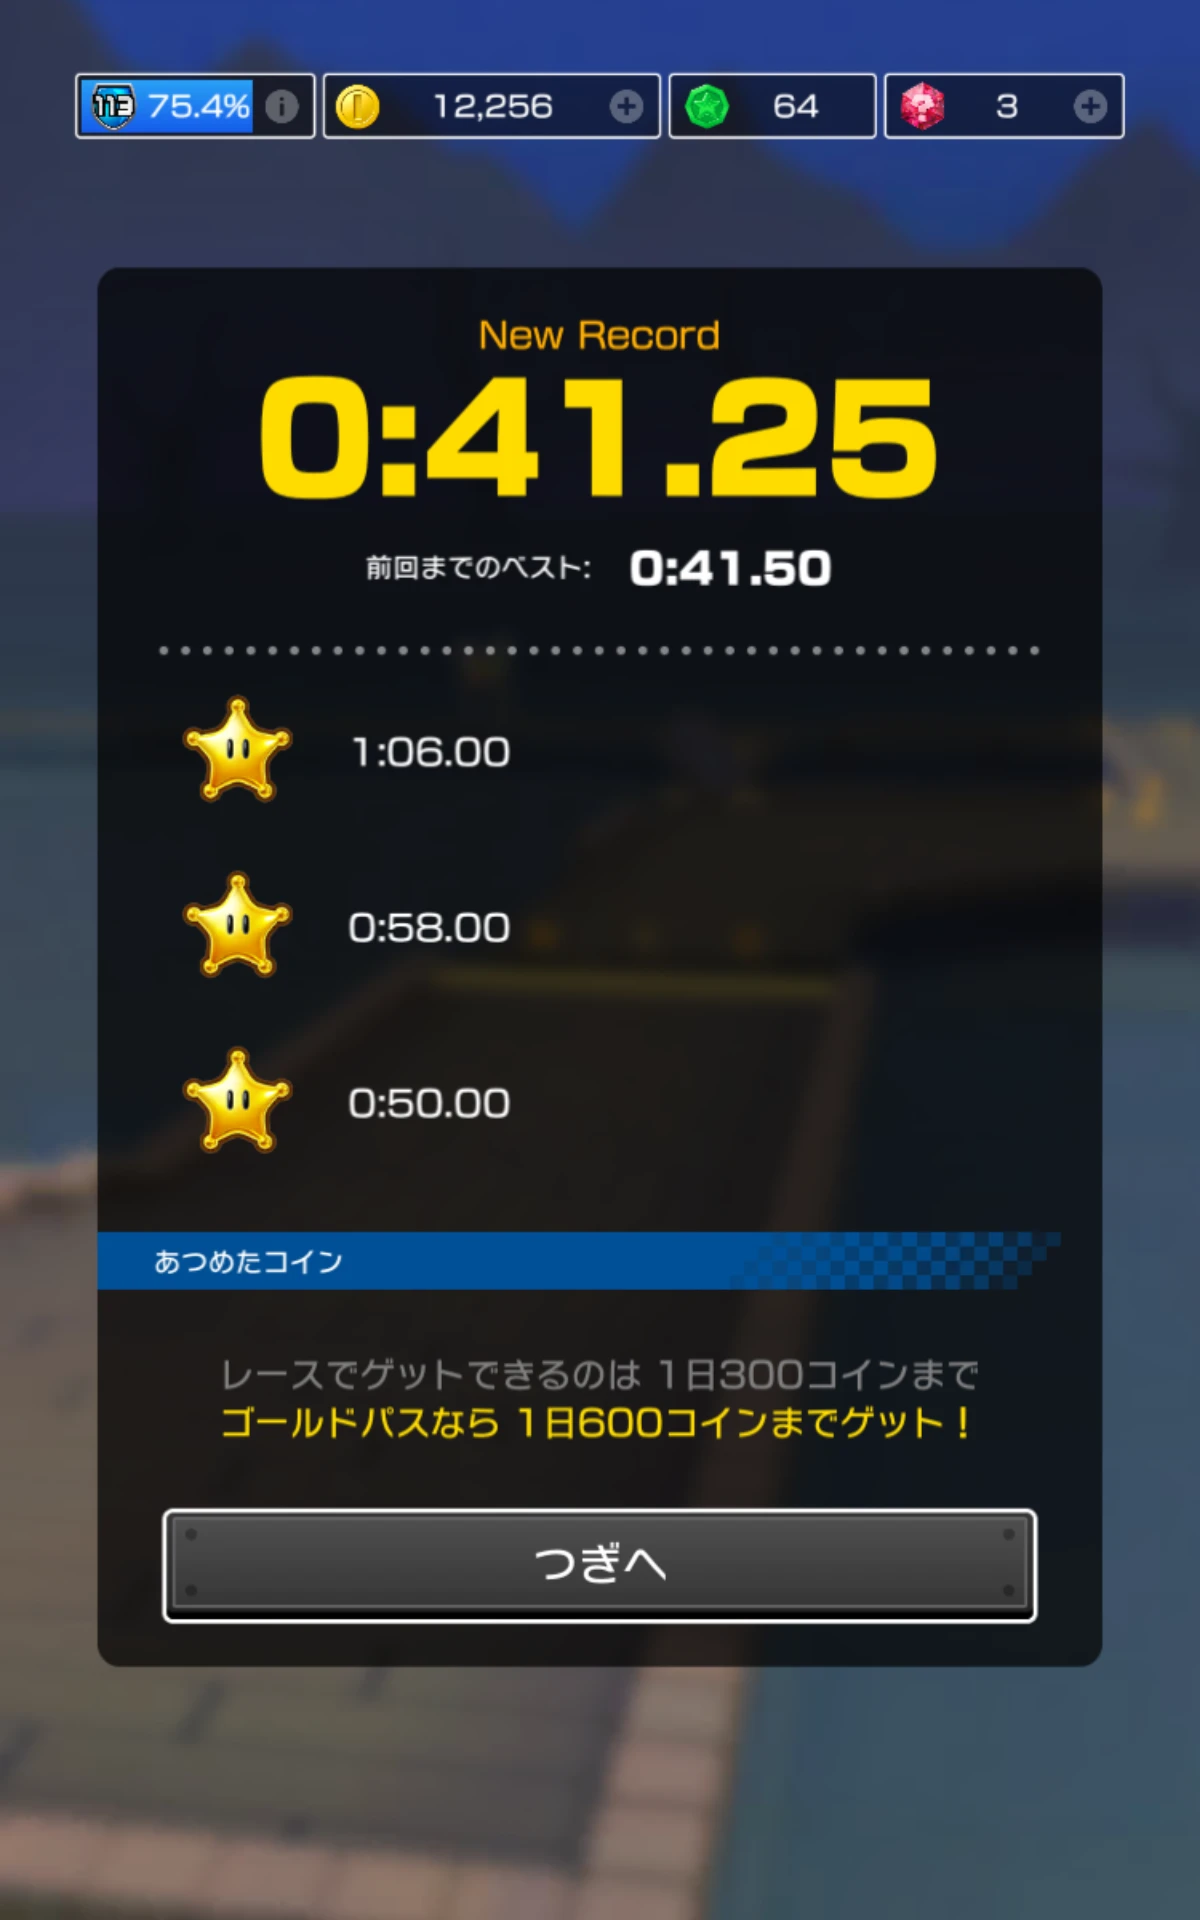 113 75.4% i 12,256 + 64 3 +
New Record
0:41.25
前回までのベスト: 0:41.50
1:06.00
0:58.00
0:50.00
あつめたコイン
レースでゲットできるのは 1日300コインまで
ゴールドパスなら 1日600コインまでゲット！
つぎへ